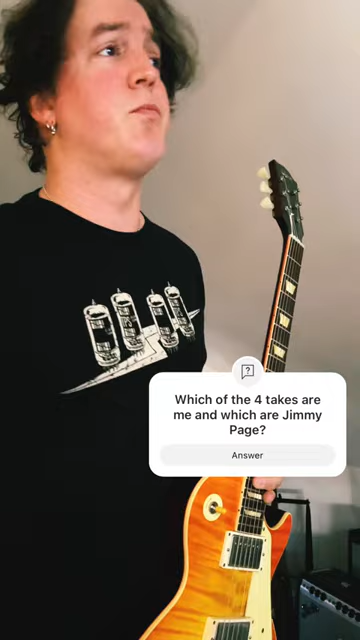 Which of the 4 takes are
me and which are Jimmy
Page?
Answer